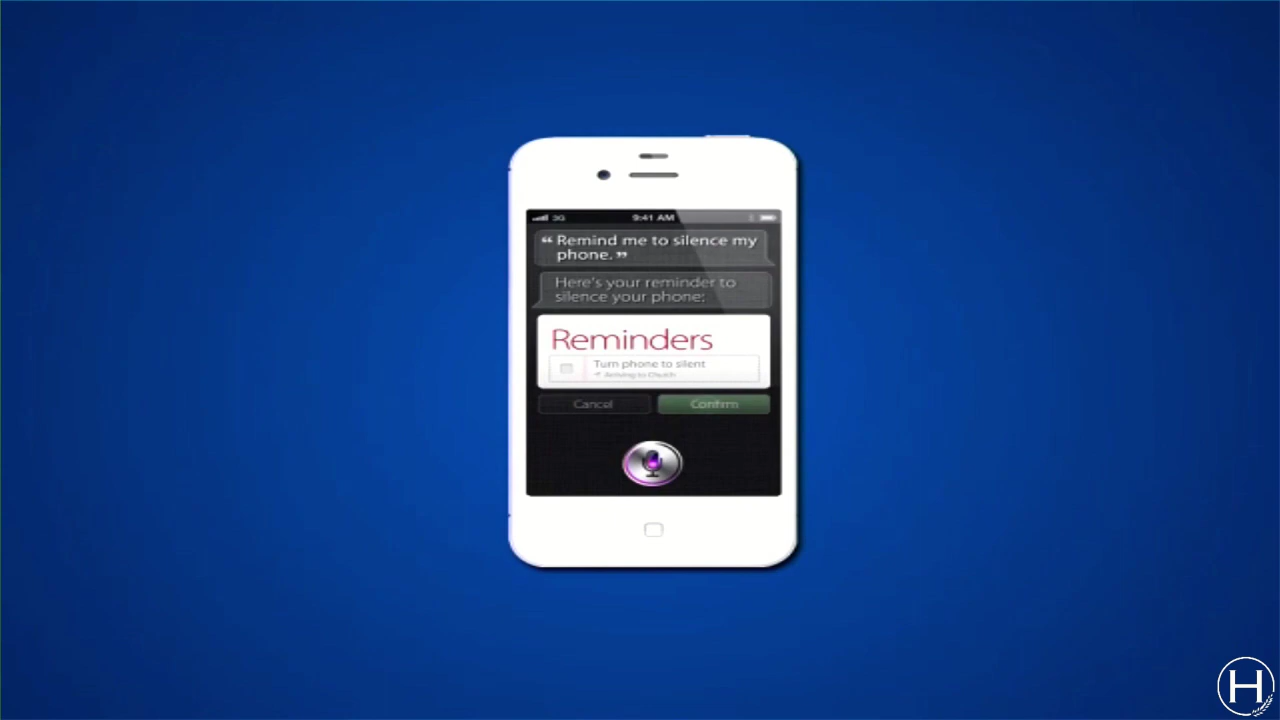 3G 9:41 AM
“ Remind me to silence my
phone. ”
Here's your reminder to
silence your phone:
Reminders
Turn phone to silent
Arriving to Church
Cancel Confirm
H